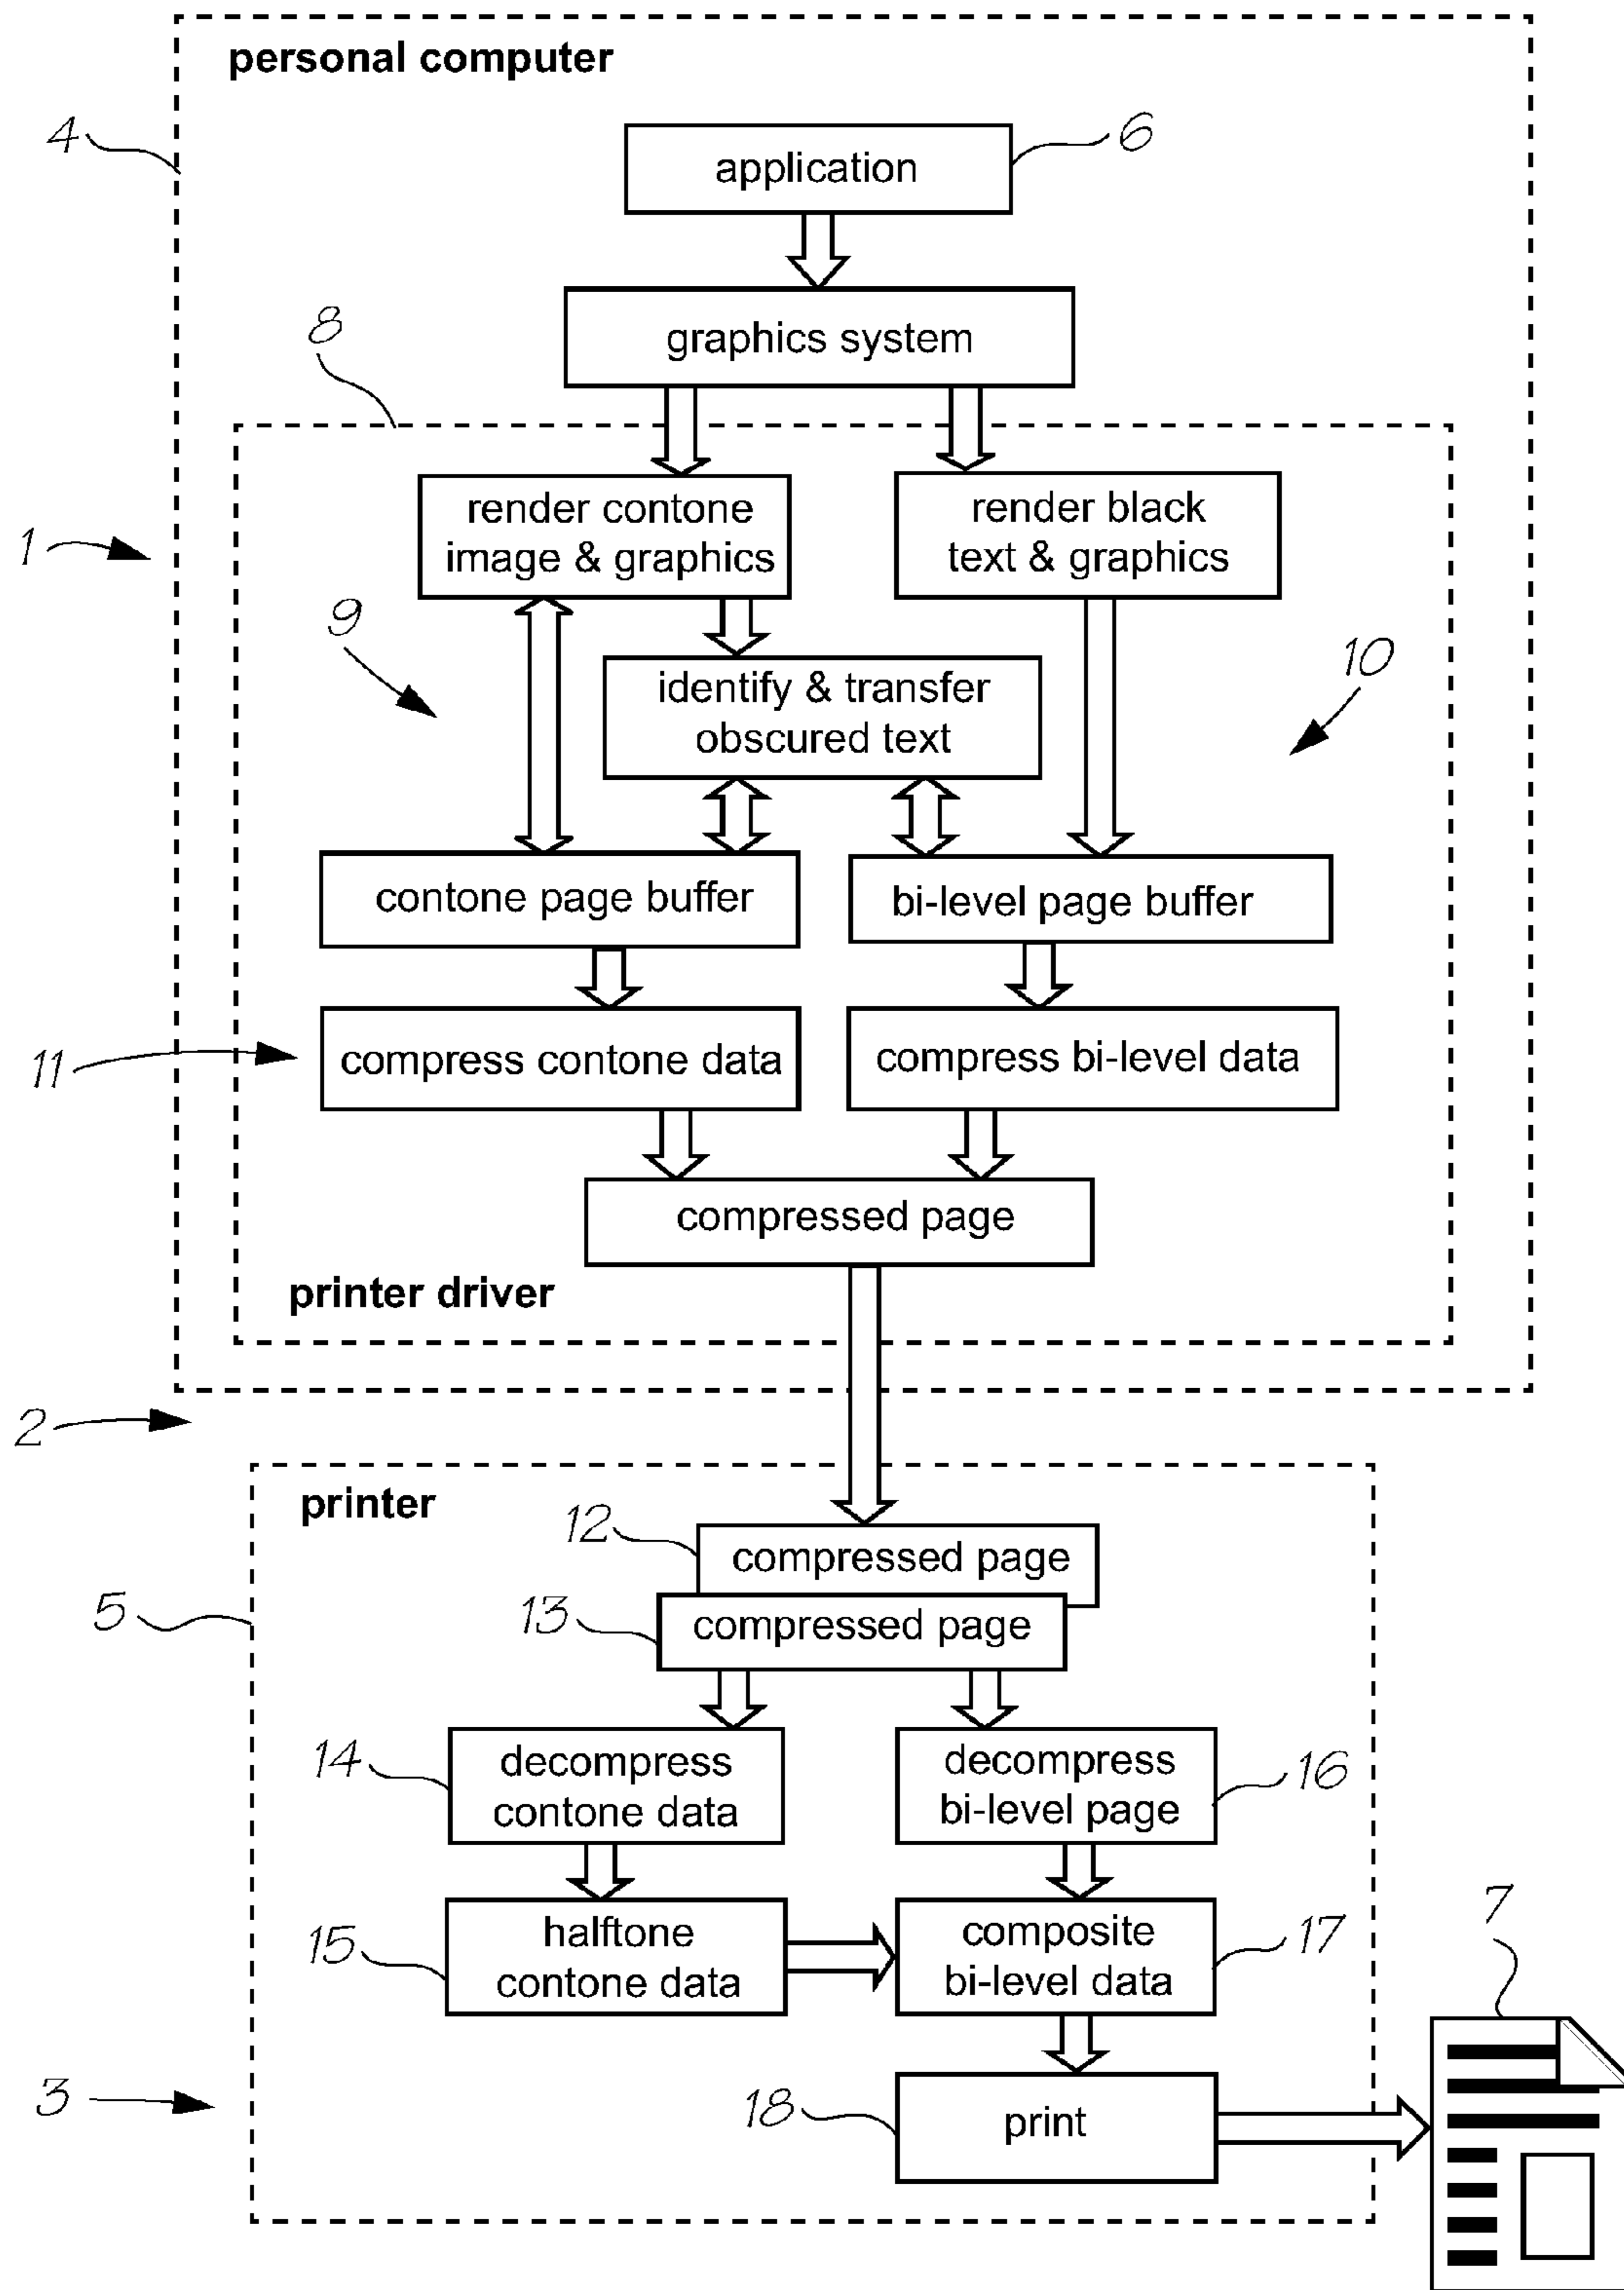 personal computer
4
6
application
graphics system
8
render contone
image & graphics
render black
text & graphics
1
9
10
identify & transfer
obscured text
contone page buffer
bi-level page buffer
11
compress contone data
compress bi-level data
compressed page
printer driver
2
printer
12
compressed page
13
compressed page
5
14
decompress
contone data
decompress
bi-level page
16
15
halftone
contone data
composite
bi-level data
17
7
3
18
print